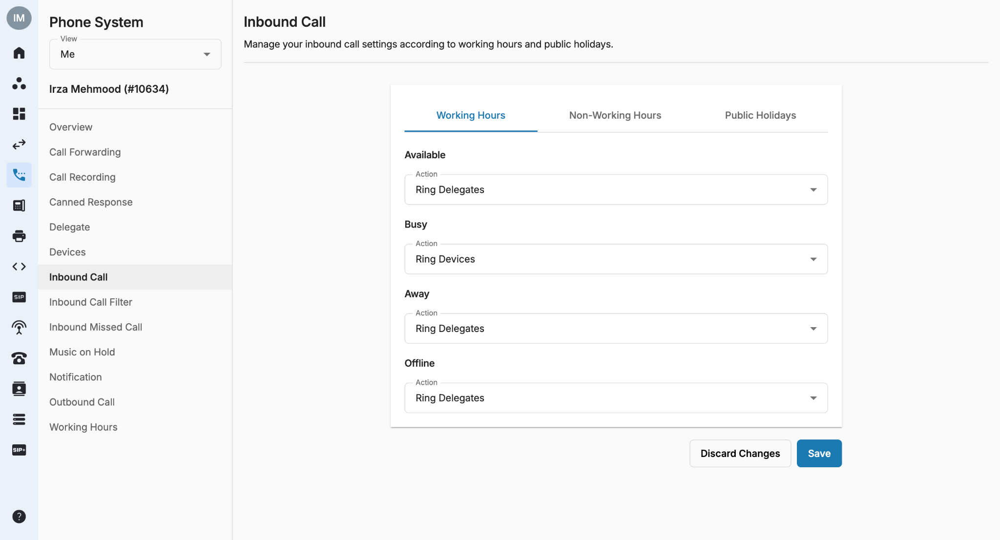 IM
Phone System
View
Me
Irza Mehmood (#10634)
Overview
Call Forwarding
Call Recording
Canned Response
Delegate
Devices
Inbound Call
Inbound Call Filter
Inbound Missed Call
Music on Hold
Notification
Outbound Call
Working Hours
SIP
SIP+
?
Inbound Call
Manage your inbound call settings according to working hours and public holidays.
Working Hours Non-Working Hours Public Holidays
Available
Action
Ring Delegates
Busy
Action
Ring Devices
Away
Action
Ring Delegates
Offline
Action
Ring Delegates
Discard Changes Save